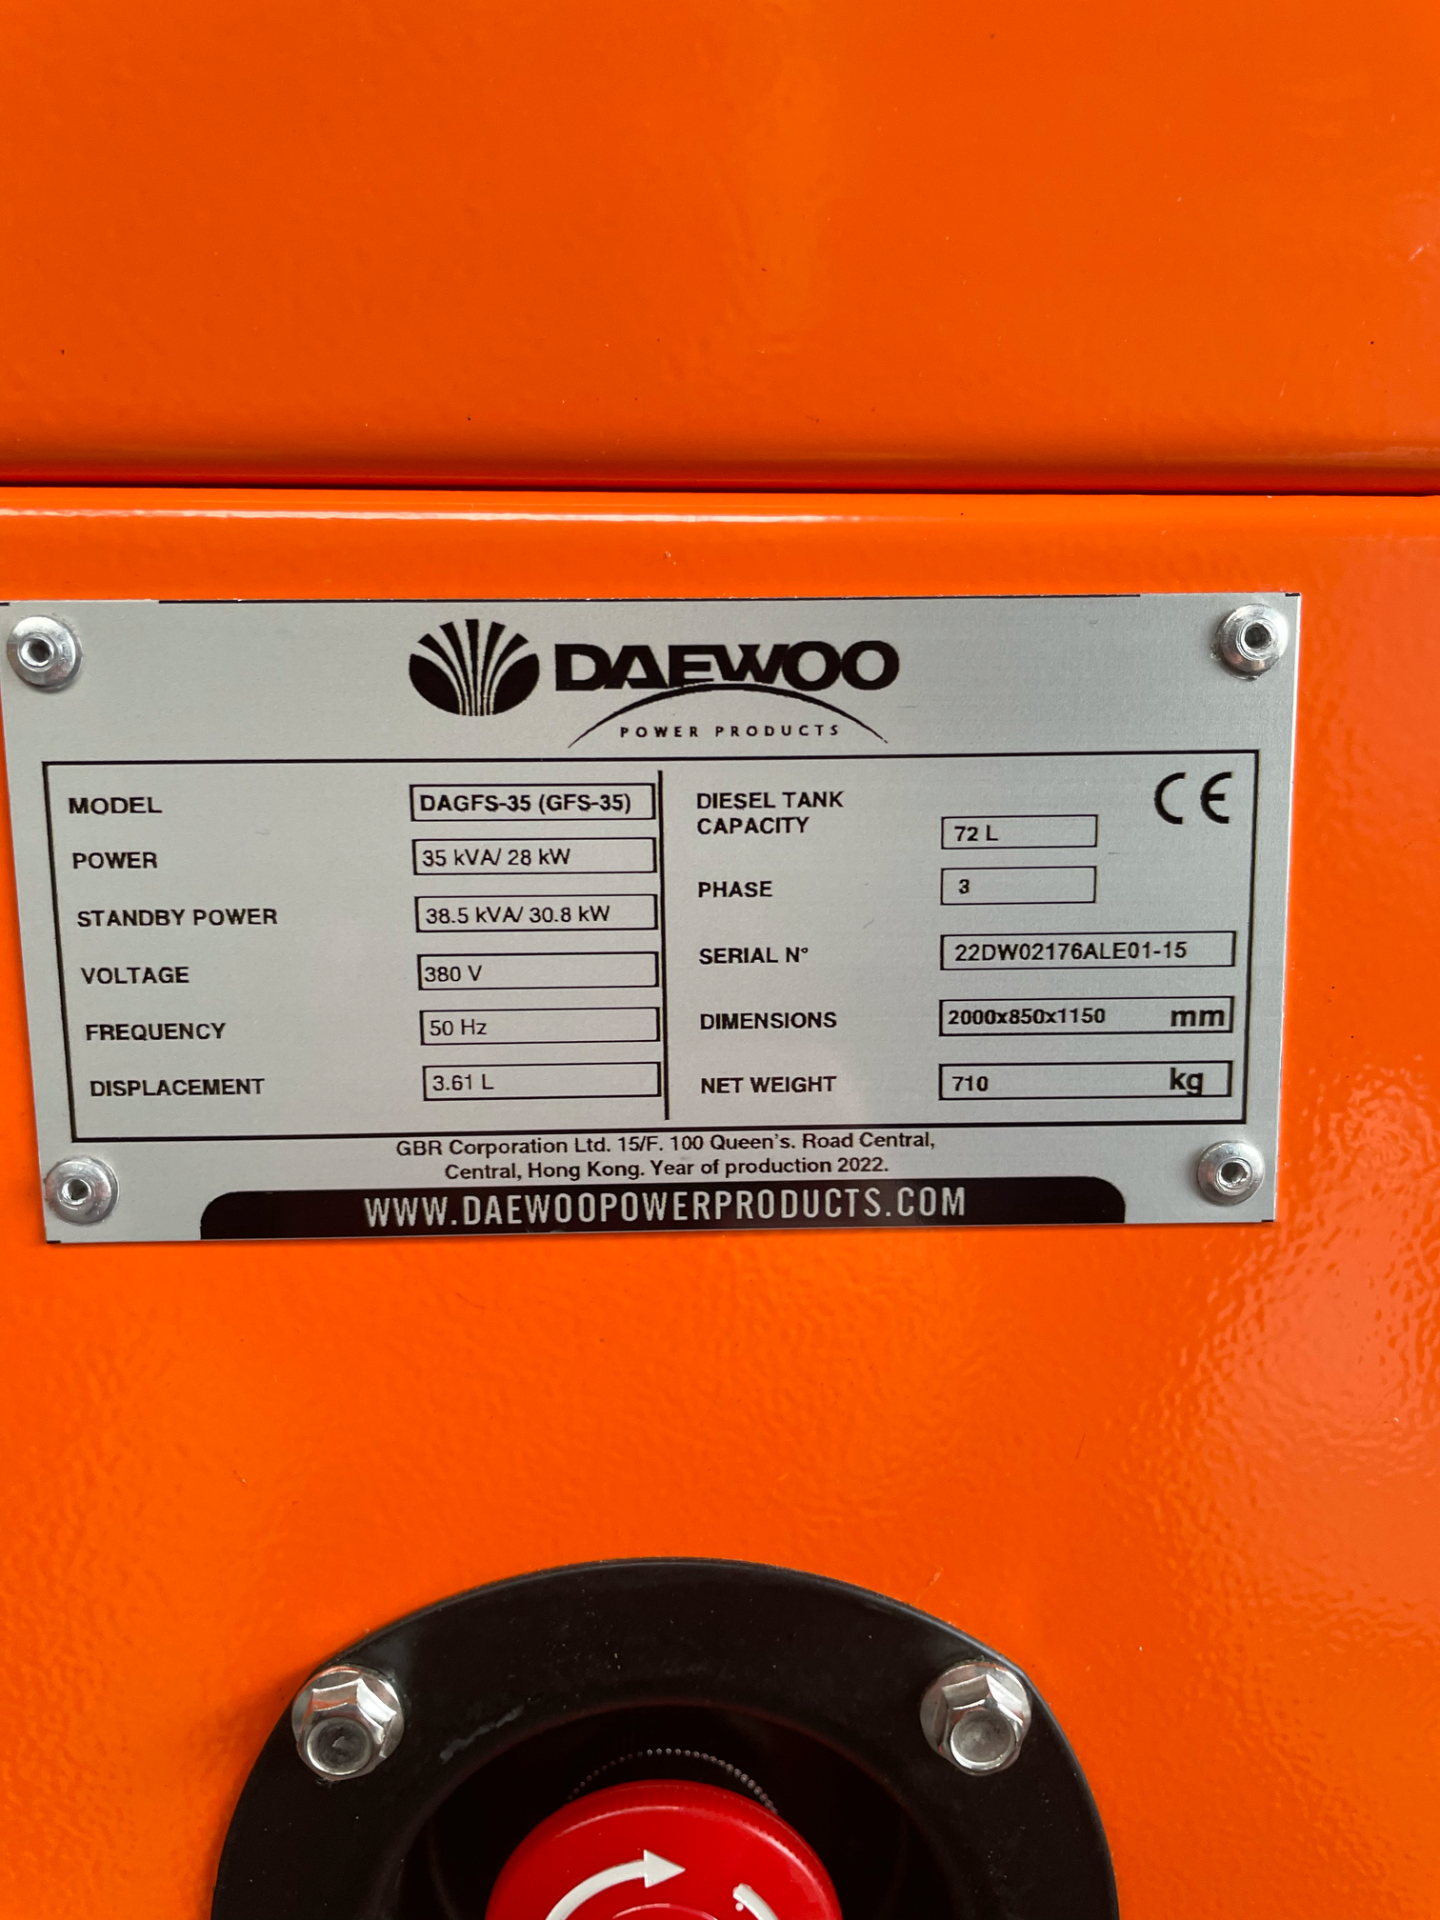 DAEWOO
POWER PRODUCTS
MODEL DAGFS-35 (GFS-35)
POWER 35 kVA/ 28 kW
STANDBY POWER 38.5 kVA/ 30.8 kW
VOLTAGE 380 V
FREQUENCY 50 Hz
DISPLACEMENT 3.61 L
CE
DIESEL TANK
CAPACITY 72 L
PHASE 3
SERIAL N° 22DW02176ALE01-15
DIMENSIONS 2000x850x1150 mm
NET WEIGHT 710 kg
GBR Corporation Ltd. 15/F. 100 Queen's. Road Central,
Central, Hong Kong. Year of production 2022.
WWW.DAEWOOPOWERPRODUCTS.COM